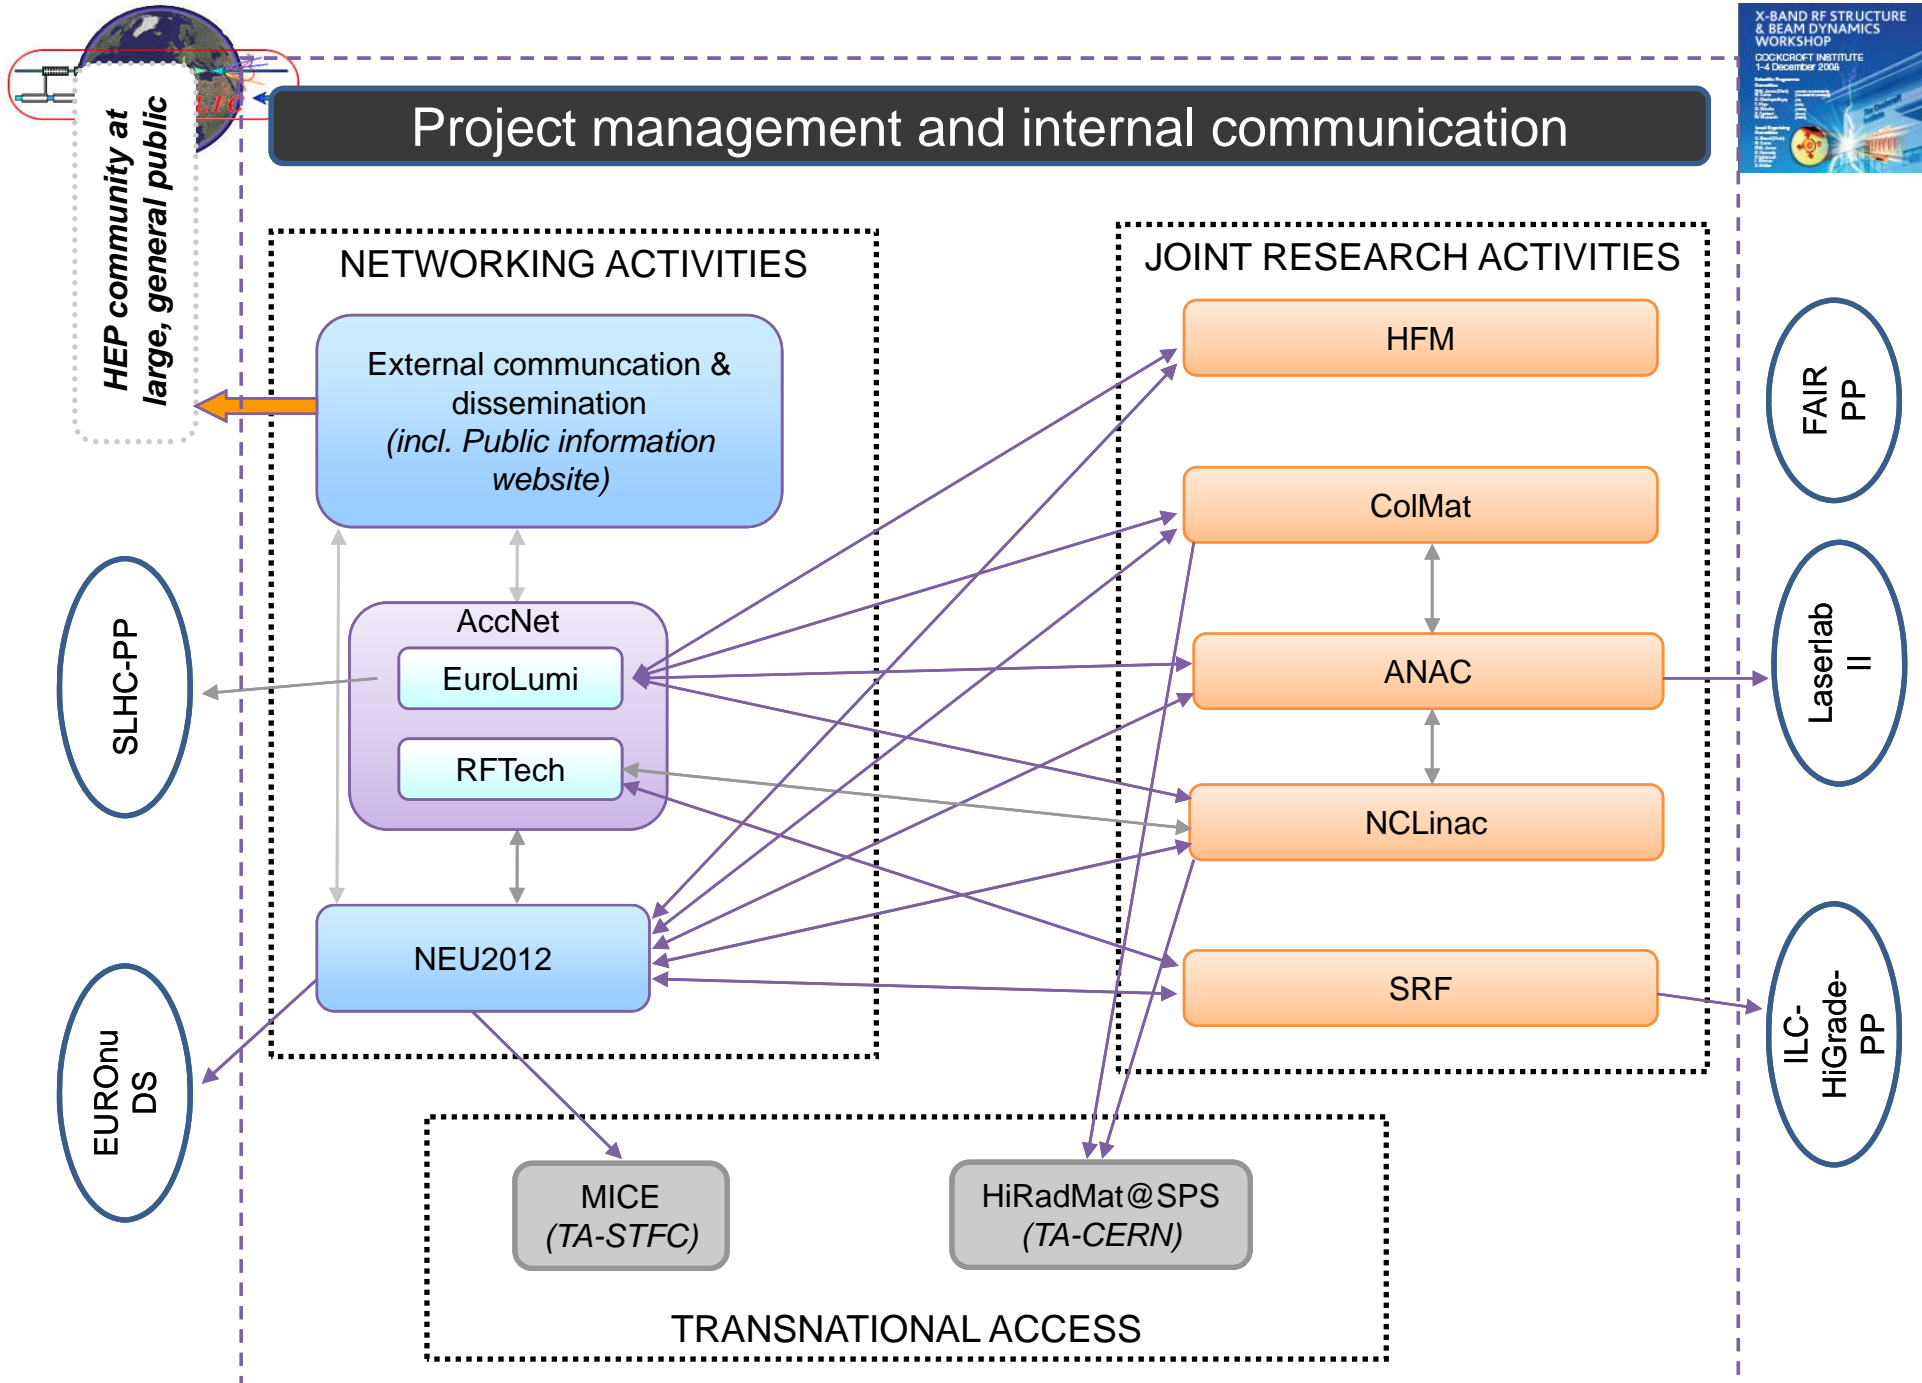 X-BAND RF STRUCTURE
& BEAM DYNAMICS
WORKSHOP
COCKCROFT INSTITUTE
1-4 December 2008
Project management and internal communication
HEP community at
large, general public
NETWORKING ACTIVITIES
JOINT RESEARCH ACTIVITIES
External communcation &
dissemination
(incl. Public information
website)
AccNet
EuroLumi
RFTech
NEU2012
HFM
ColMat
ANAC
NCLinac
SRF
SLHC-PP
EUROnu
DS
FAIR
PP
Laserlab
II
ILC-
HiGrade-
PP
MICE
(TA-STFC)
HiRadMat@SPS
(TA-CERN)
TRANSNATIONAL ACCESS